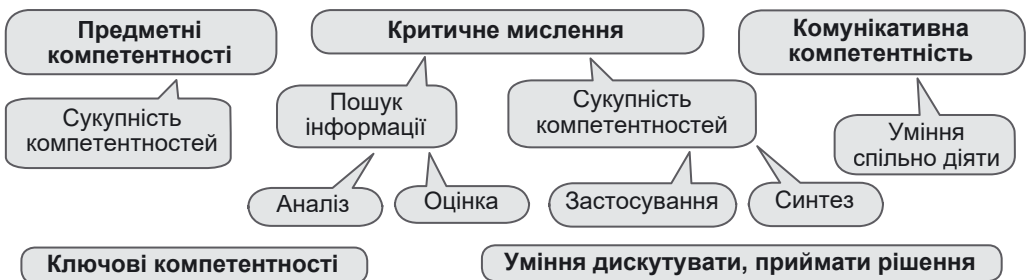 Предметні
компетентності
Критичне мислення
Комунікативна
компетентність
Сукупність
компетентностей
Пошук
інформації
Сукупність
компетентностей
Уміння
спільно діяти
Аналіз
Оцінка
Застосування
Синтез
Ключові компетентності
Уміння дискутувати, приймати рішення